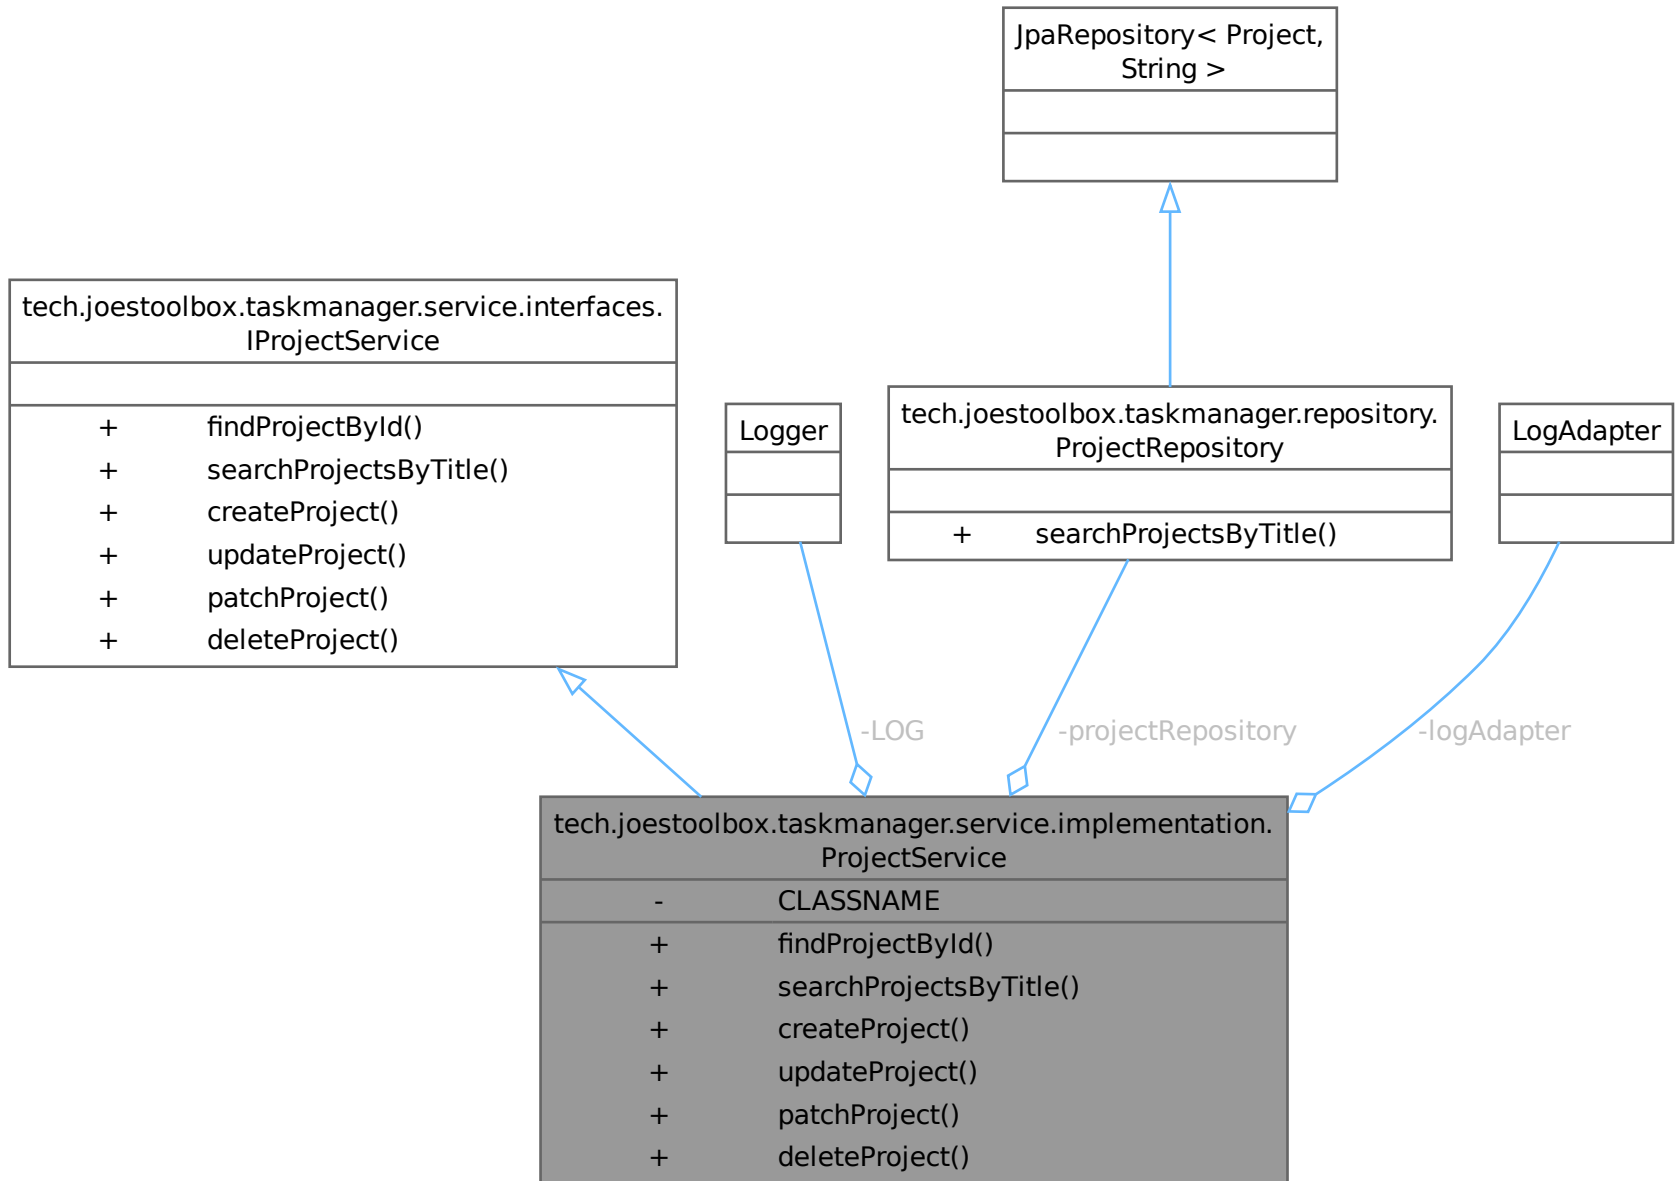 JpaRepository< Project,
String >
tech.joestoolbox.taskmanager.service.interfaces.
IProjectService
+ findProjectById()
+ searchProjectsByTitle()
+ createProject()
+ updateProject()
+ patchProject()
+ deleteProject()
Logger
tech.joestoolbox.taskmanager.repository.
ProjectRepository
+ searchProjectsByTitle()
LogAdapter
-LOG
-projectRepository
-logAdapter
tech.joestoolbox.taskmanager.service.implementation.
ProjectService
- CLASSNAME
+ findProjectById()
+ searchProjectsByTitle()
+ createProject()
+ updateProject()
+ patchProject()
+ deleteProject()